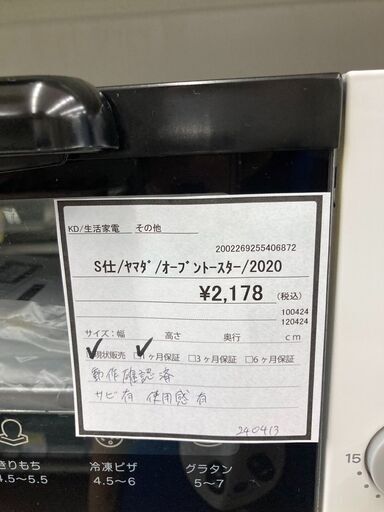 KD/生活家電 その他
2002269255406872
S仕/ﾔﾏﾀﾞ/ｵｰﾌﾞﾝﾄｰｽﾀｰ/2020
¥2,178 (税込)
100424
120424
サイズ:幅 高さ 奥行 cm
☑現状販売 ☑1ヶ月保証 □3ヶ月保証 □6ヶ月保証
動作確認済
サビ有 使用感有
240413
きりもち 冷凍ピザ グラタン
4.5~5.5 4.5~6 5~7
15